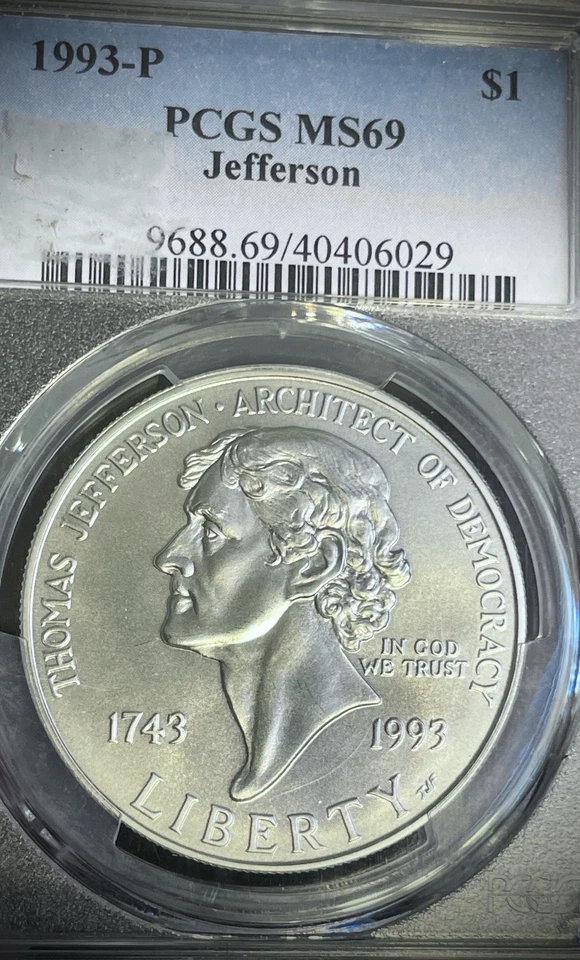 1993-P $1
PCGS MS69
Jefferson
9688.69/40406029
THOMAS JEFFERSON · ARCHITECT OF DEMOCRACY
IN GOD
WE TRUST
1743 1993
LIBERTY
TJF
PCGS